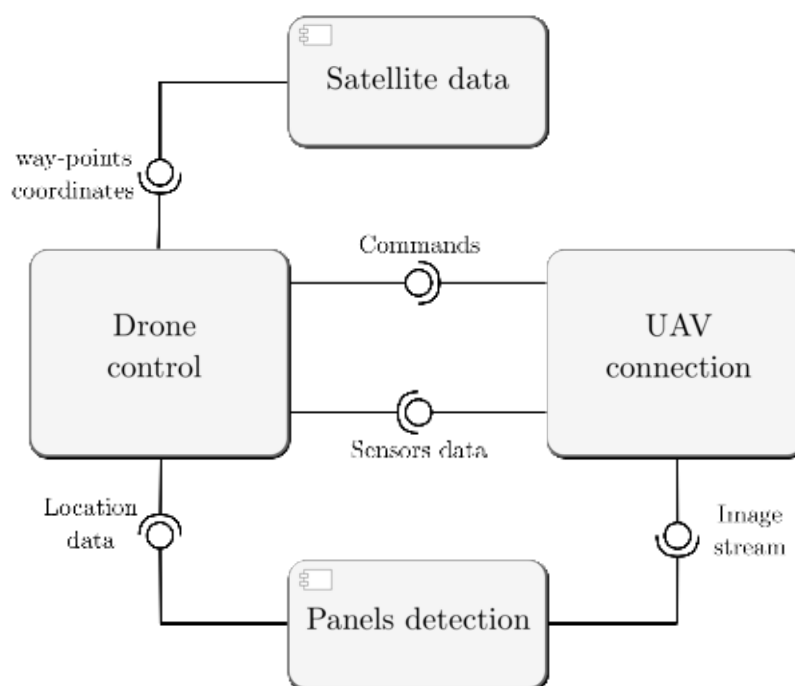 Satellite data
way-points
coordinates
Commands
Drone
control
UAV
connection
Sensors data
Location
data
Image
stream
Panels detection